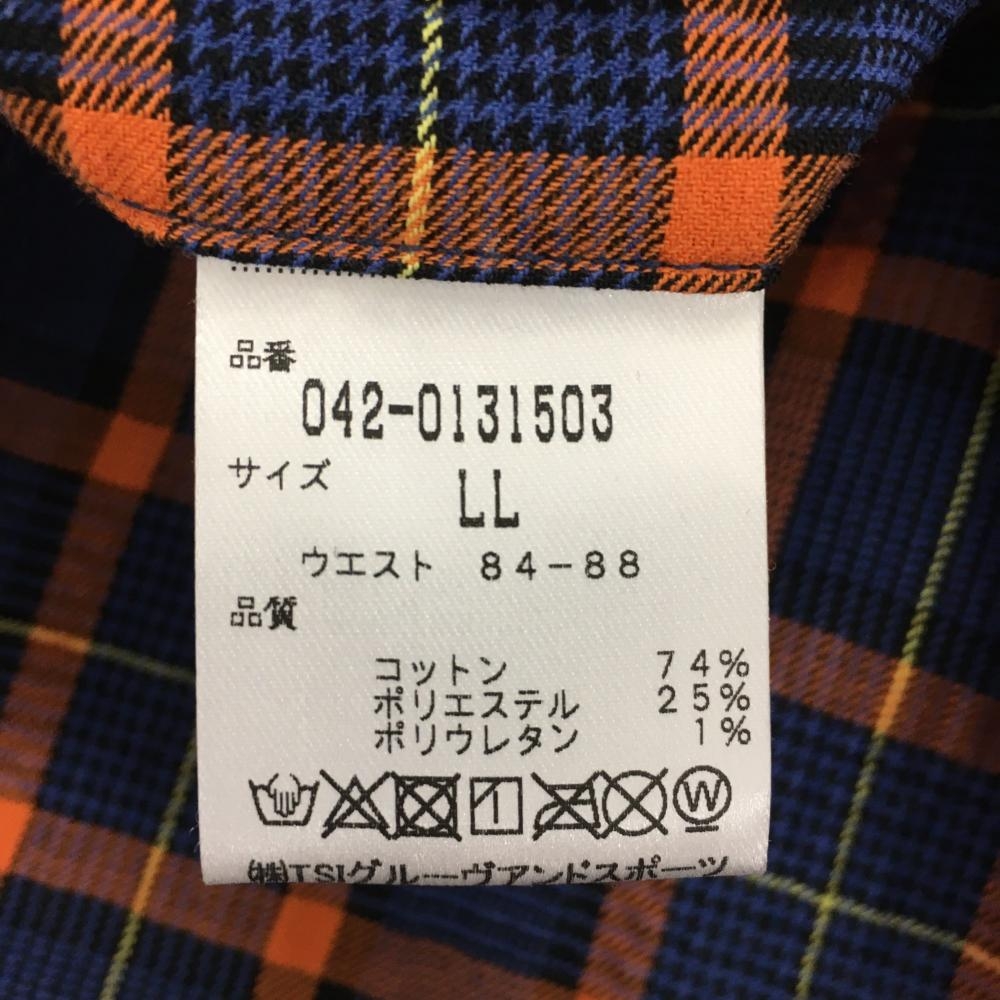 品番
042-0131503
サイズ
LL
ウエスト 84-88
品質
コットン 74%
ポリエステル 25%
ポリウレタン 1%
W
㈱TSIグルーヴアンドスポーツ